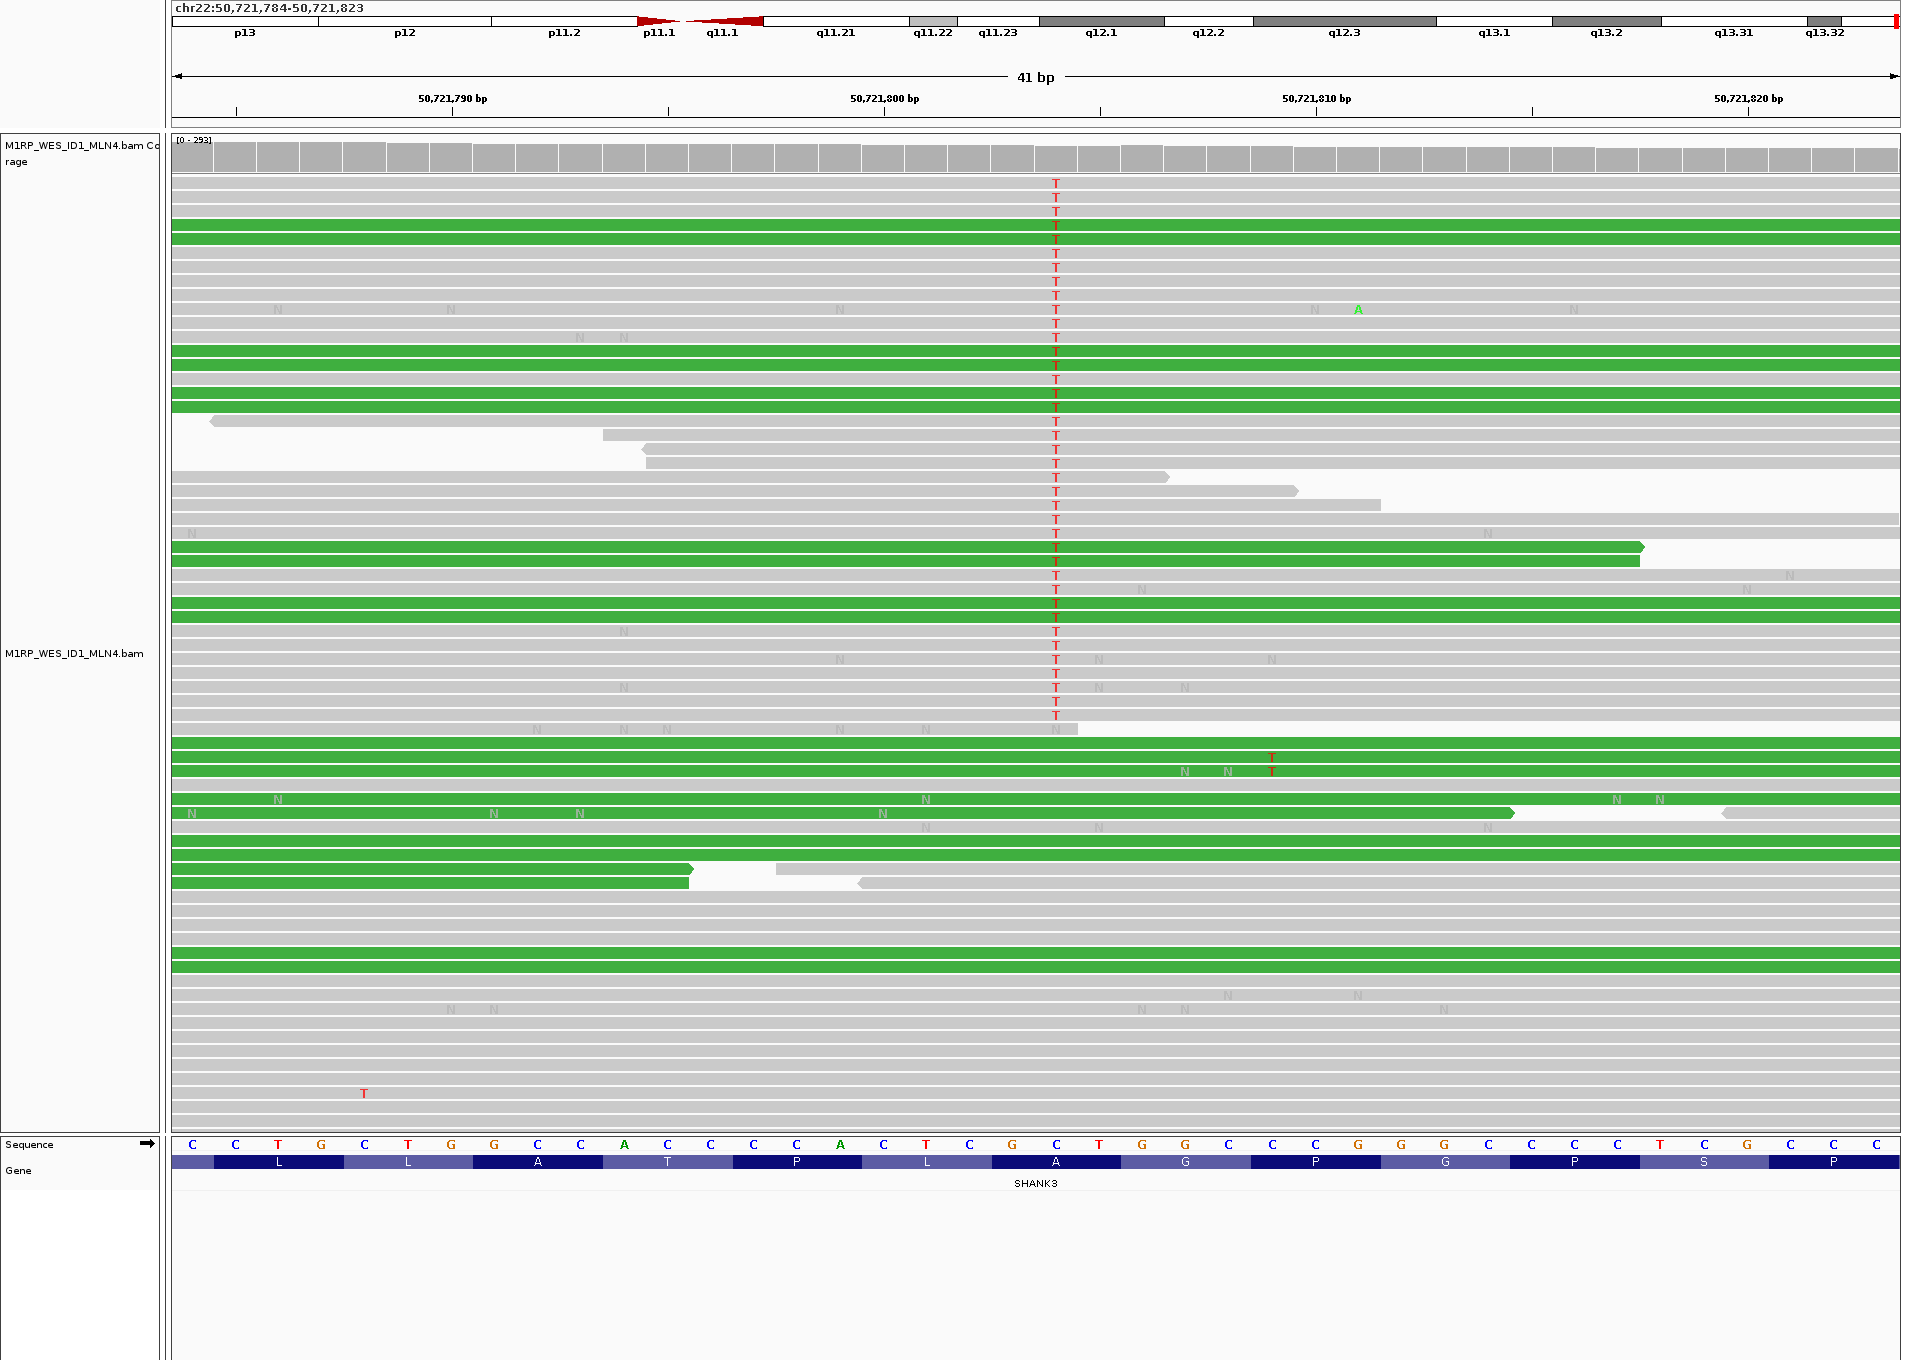 chr22:50,721,784-50,721,823
p13 p12 p11.2 p11.1 q11.1 q11.21 q11.22 q11.23 q12.1 q12.2 q12.3 q13.1 q13.2 q13.31 q13.32
41 bp
50,721,790 bp 50,721,800 bp 50,721,810 bp 50,721,820 bp
[0 - 293]
M1RP_WES_ID1_MLN4.bam Co
rage
T
T
T
T
T
T
T
T
T
N N N T N A N
T
N N T
T
T
T
T
T
T
T
T
T
T
T
T
T
N T N
T
T
T N
T N N
T
T
N T
T
M1RP_WES_ID1_MLN4.bam
N T N N
T
N T N N
T
T
N N N N N N
T
N N T
N N N N
N N N N
N N N
N N
N N N N N
T
Sequence
C C T G C T G G C C A C C C C A C T C G C T G G C C C G G G C C C C T C G C C C
Gene
L L A T P L A G P G P S P
SHANK3